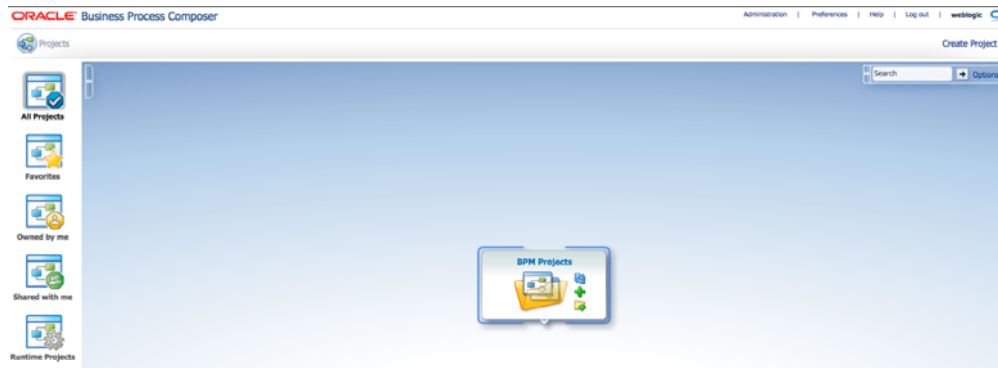 ORACLE Business Process Composer
Administration | Preferences | Help | Log out | weblogic
Projects
Create Project
Search
Options
All Projects
Favorites
Owned by me
Shared with me
Runtime Projects
BPM Projects